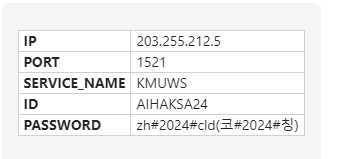 IP 203.255.212.5
PORT 1521
SERVICE_NAME KMUWS
ID AIHAKSA24
PASSWORD zh#2024#cld(코#2024#칭)